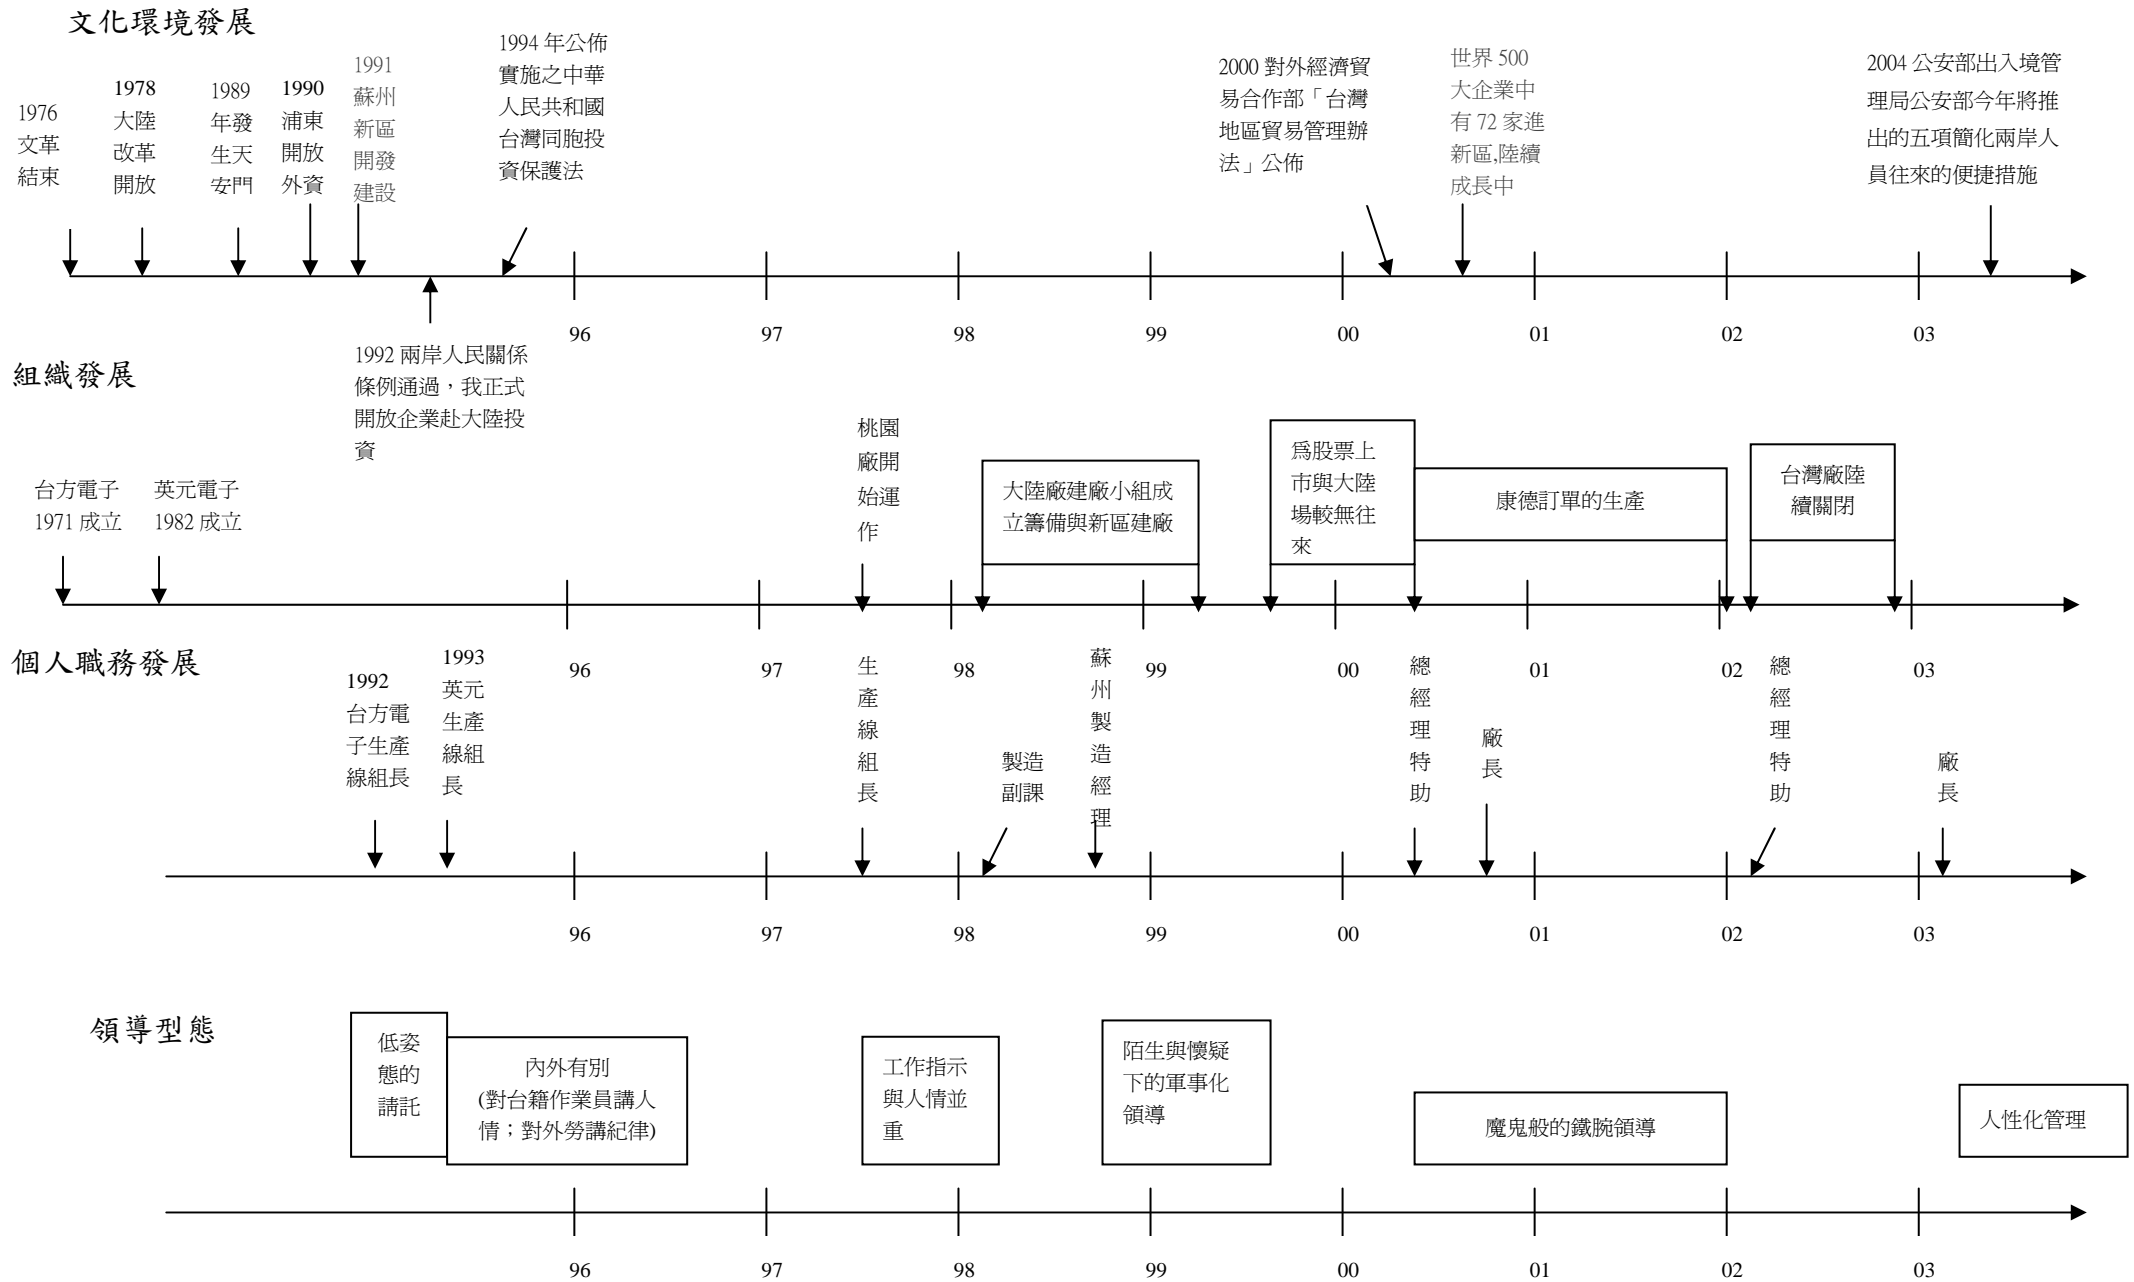 文化環境發展
1976
文革
結束
1978
大陸
改革
開放
1989
年發
生天
安門
1990
浦東
開放
外資
1991
蘇州
新區
開發
建設
1994 年公佈
實施之中華
人民共和國
台灣同胞投
資保護法
2000 對外經濟貿
易合作部「台灣
地區貿易管理辦
法」公佈
世界 500
大企業中
有 72 家進
新區,陸續
成長中
2004 公安部出入境管
理局公安部今年將推
出的五項簡化兩岸人
員往來的便捷措施
96
97
98
99
00
01
02
03
1992 兩岸人民關係
條例通過，我正式
開放企業赴大陸投
資
組織發展
台方電子
1971 成立
英元電子
1982 成立
桃園
廠開
始運
作
大陸廠建廠小組成
立籌備與新區建廠
爲股票上
市與大陸
場較無往
來
康德訂單的生產
台灣廠陸
續關閉
96
97
98
99
00
01
02
03
個人職務發展
1992
台方電
子生產
線組長
1993
英元
生產
線組
長
生產線組長
製造
副課
蘇州製造經理
總經理特助
廠長
總經理特助
廠長
96
97
98
99
00
01
02
03
領導型態
低姿
態的
請託
內外有別
(對台籍作業員講人
情；對外勞講紀律)
工作指示
與人情並
重
陌生與懷疑
下的軍事化
領導
魔鬼般的鐵腕領導
人性化管理
96
97
98
99
00
01
02
03